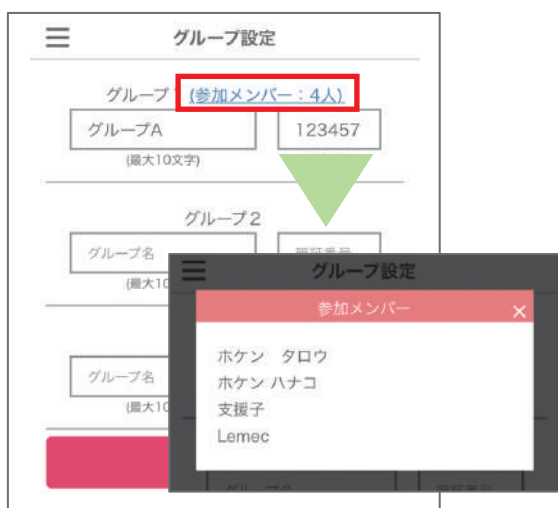 グループ設定
グループ1 (参加メンバー：4人)
グループA
123457
(最大10文字)
グループ2
グループ名
(最大10
グループ名
(最大10
グループ設定
参加メンバー ×
ホケン　タロウ
ホケン ハナコ
支援子
Lemec